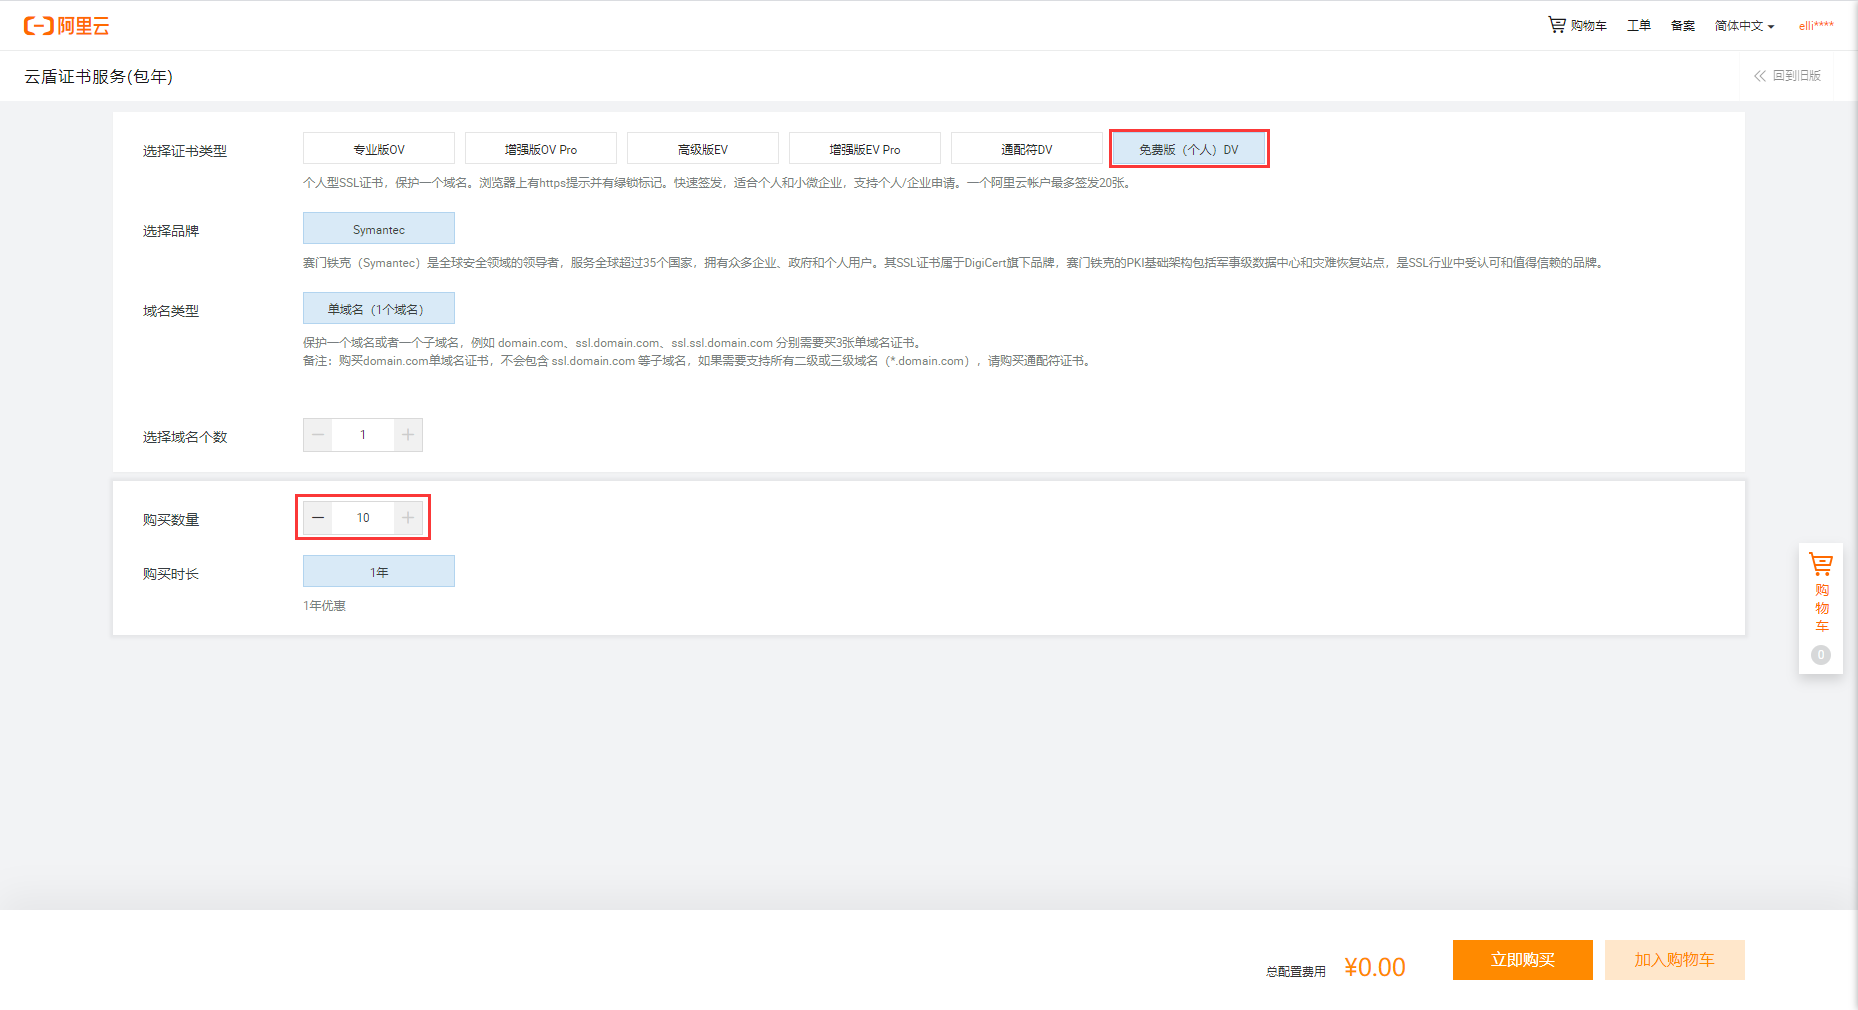 阿里云
购物车 工单 备案 简体中文 elli****
云盾证书服务(包年)
回到旧版
选择证书类型 专业版OV 增强版OV Pro 高级版EV 增强版EV Pro 通配符DV 免费版（个人）DV
个人型SSL证书，保护一个域名。浏览器上有https提示并有绿锁标记。快速签发，适合个人和小微企业，支持个人/企业申请。一个阿里云帐户最多签发20张。
选择品牌 Symantec
赛门铁克（Symantec）是全球安全领域的领导者，服务全球超过35个国家，拥有众多企业、政府和个人用户。其SSL证书属于DigiCert旗下品牌，赛门铁克的PKI基础架构包括军事级数据中心和灾难恢复站点，是SSL行业中受认可和值得信赖的品牌。
域名类型 单域名（1个域名）
保护一个域名或者一个子域名，例如 domain.com、ssl.domain.com、ssl.ssl.domain.com 分别需要买3张单域名证书。
备注：购买domain.com单域名证书，不会包含 ssl.domain.com 等子域名，如果需要支持所有二级或三级域名（*.domain.com），请购买通配符证书。
选择域名个数 1
购买数量 10
购买时长 1年
1年优惠
购
物
车
0
总配置费用 ¥0.00 立即购买 加入购物车